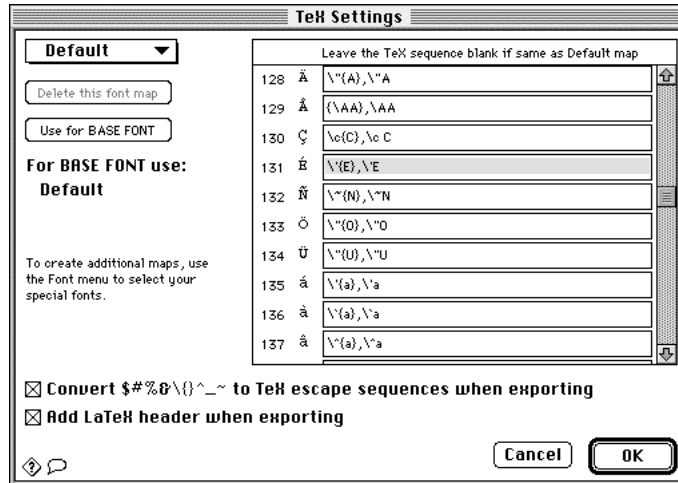 TeX Settings
Default
Delete this font map
Use for BASE FONT
For BASE FONT use:
Default
To create additional maps, use
the Font menu to select your
special fonts.
Leave the TeX sequence blank if same as Default map
128 Ä \"{A},\"A
129 Å {\AA},\AA
130 Ç \c{C},\c C
131 É \'{E},\'E
132 Ñ \~{N},\~N
133 Ö \"{O},\"O
134 Ü \"{U},\"U
135 á \'{a},\'a
136 à \`{a},\`a
137 â \^{a},\^a
Convert $#%&\{}^_~ to TeX escape sequences when exporting
Add LaTeX header when exporting
Cancel
OK